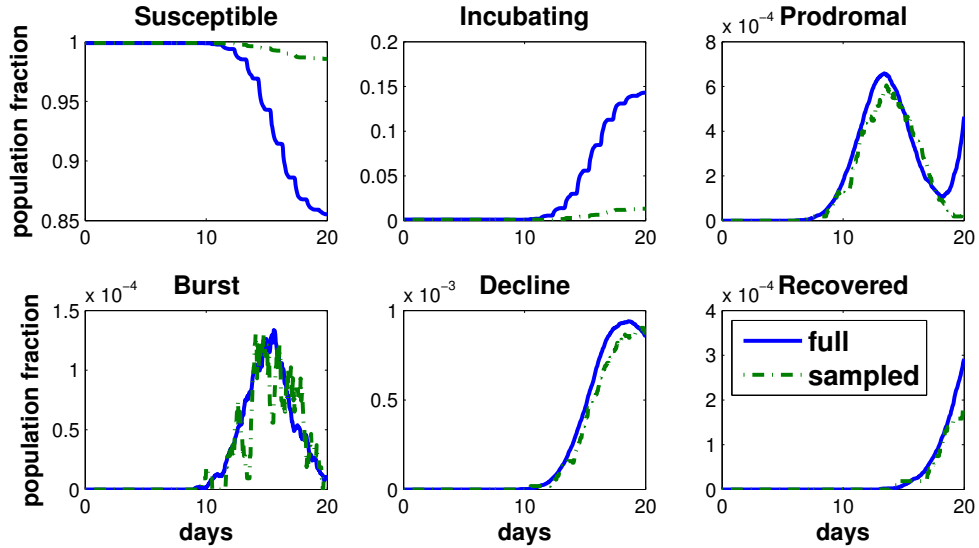 Susceptible
Incubating
Prodromal
x 10⁻⁴
population fraction
1
0.95
0.9
0.85
0
10
20
0.2
0.15
0.1
0.05
0
0
10
20
8
6
4
2
0
0
10
20
Burst
Decline
Recovered
x 10⁻⁴
x 10⁻³
x 10⁻⁴
population fraction
1.5
1
0.5
0
0
10
20
days
1
0.5
0
0
10
20
days
4
3
2
1
0
0
10
20
days
full
sampled